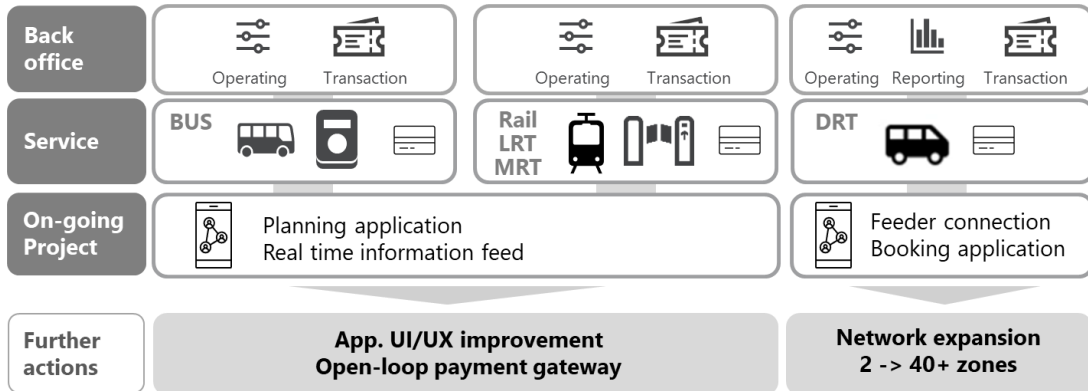 Back
office
Operating
Transaction
Operating
Transaction
Operating
Reporting
Transaction
Service
BUS
Rail
LRT
MRT
DRT
On-going
Project
Planning application
Real time information feed
Feeder connection
Booking application
Further
actions
App. UI/UX improvement
Open-loop payment gateway
Network expansion
2 -> 40+ zones